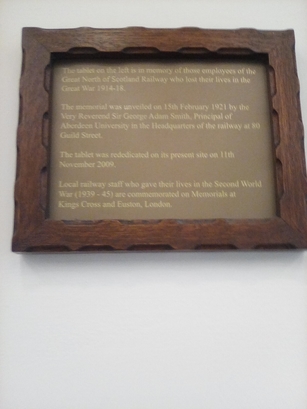 The tablet on the left is in memory of those employees of the
Great North of Scotland Railway who lost their lives in the
Great War 1914-18.
The memorial was unveiled on 15th February 1921 by the
Very Reverend Sir George Adam Smith, Principal of
Aberdeen University in the Headquarters of the railway at 80
Guild Street.
The tablet was rededicated on its present site on 11th
November 2009.
Local railway staff who gave their lives in the Second World
War (1939 - 45) are commemorated on Memorials at
Kings Cross and Euston, London.